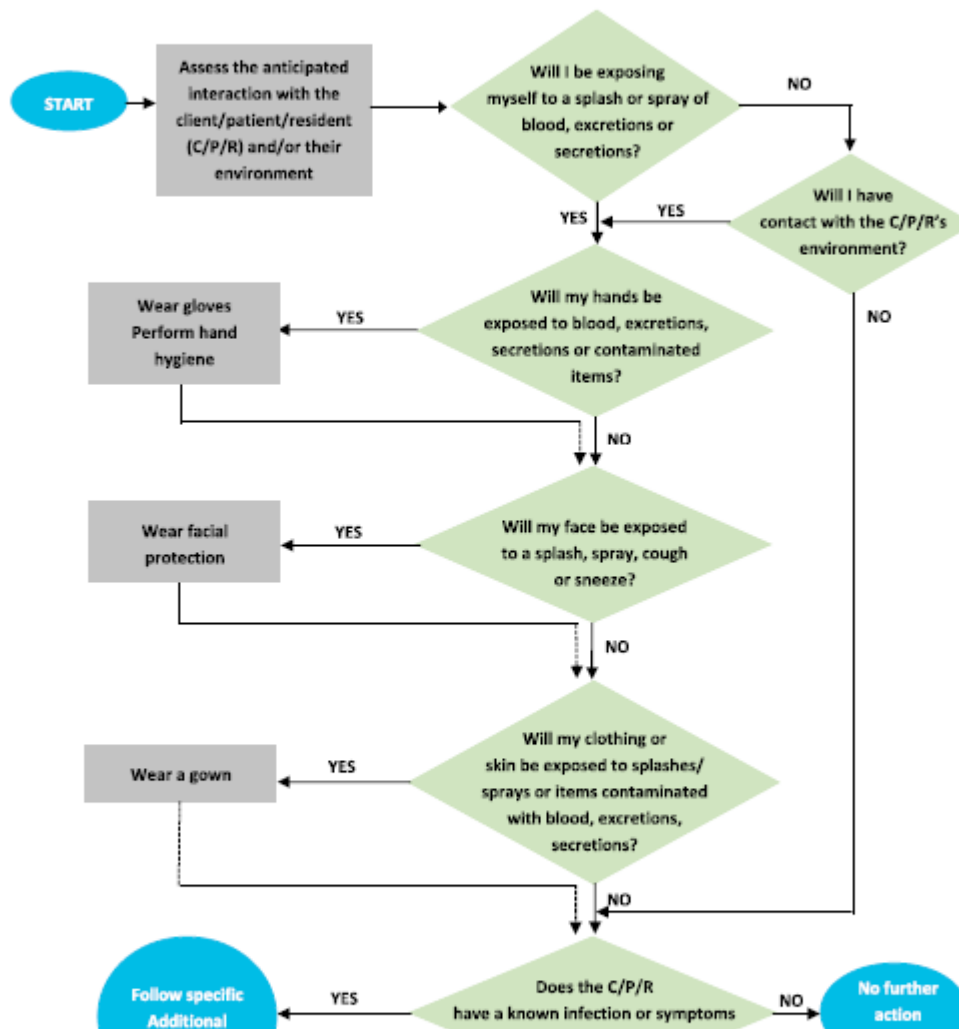 START
Assess the anticipated
interaction with the
client/patient/resident
(C/P/R) and/or their
environment
Will I be exposing
myself to a splash or spray of
blood, excretions or
secretions?
NO
Will I have
contact with the C/P/R's
environment?
YES
YES
NO
Will my hands be
exposed to blood, excretions,
secretions or contaminated
items?
YES
Wear gloves
Perform hand
hygiene
NO
Will my face be exposed
to a splash, spray, cough
or sneeze?
YES
Wear facial
protection
NO
Will my clothing or
skin be exposed to splashes/
sprays or items contaminated
with blood, excretions,
secretions?
YES
Wear a gown
NO
Does the C/P/R
have a known infection or symptoms
YES
Follow specific
Additional
NO
No further
action